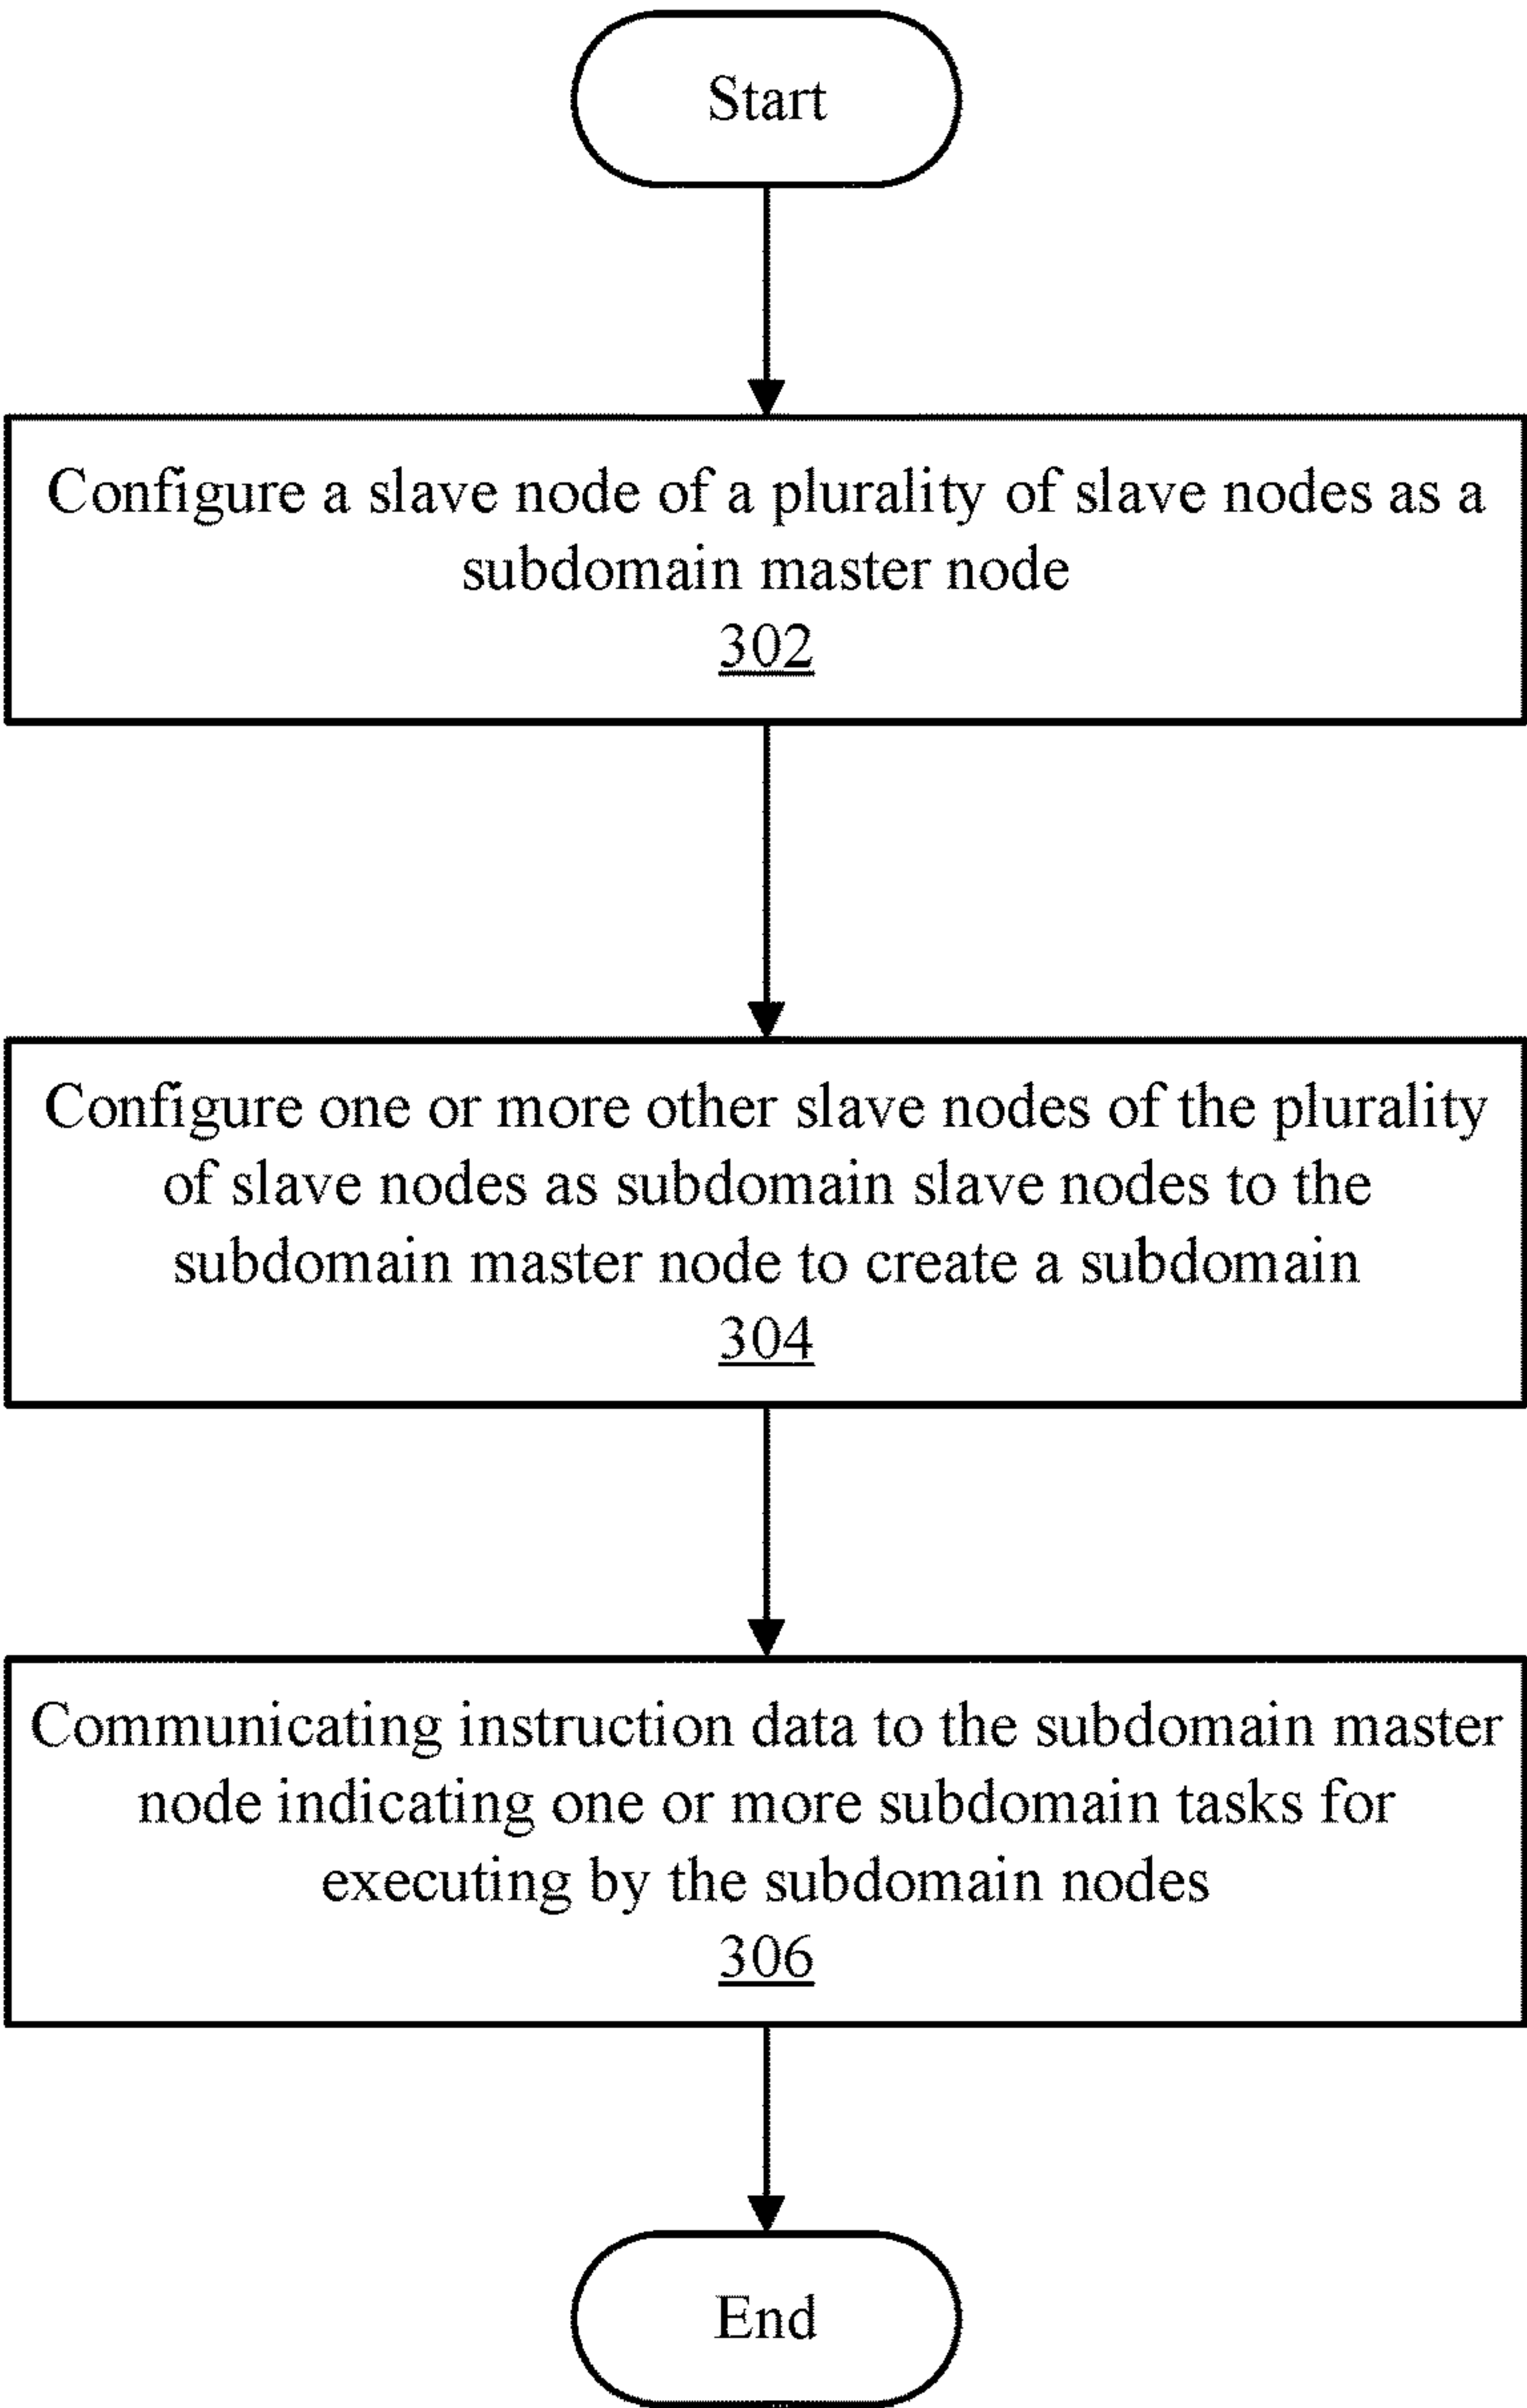 Start
Configure a slave node of a plurality of slave nodes as a
subdomain master node
302
Configure one or more other slave nodes of the plurality
of slave nodes as subdomain slave nodes to the
subdomain master node to create a subdomain
304
Communicating instruction data to the subdomain master
node indicating one or more subdomain tasks for
executing by the subdomain nodes
306
End